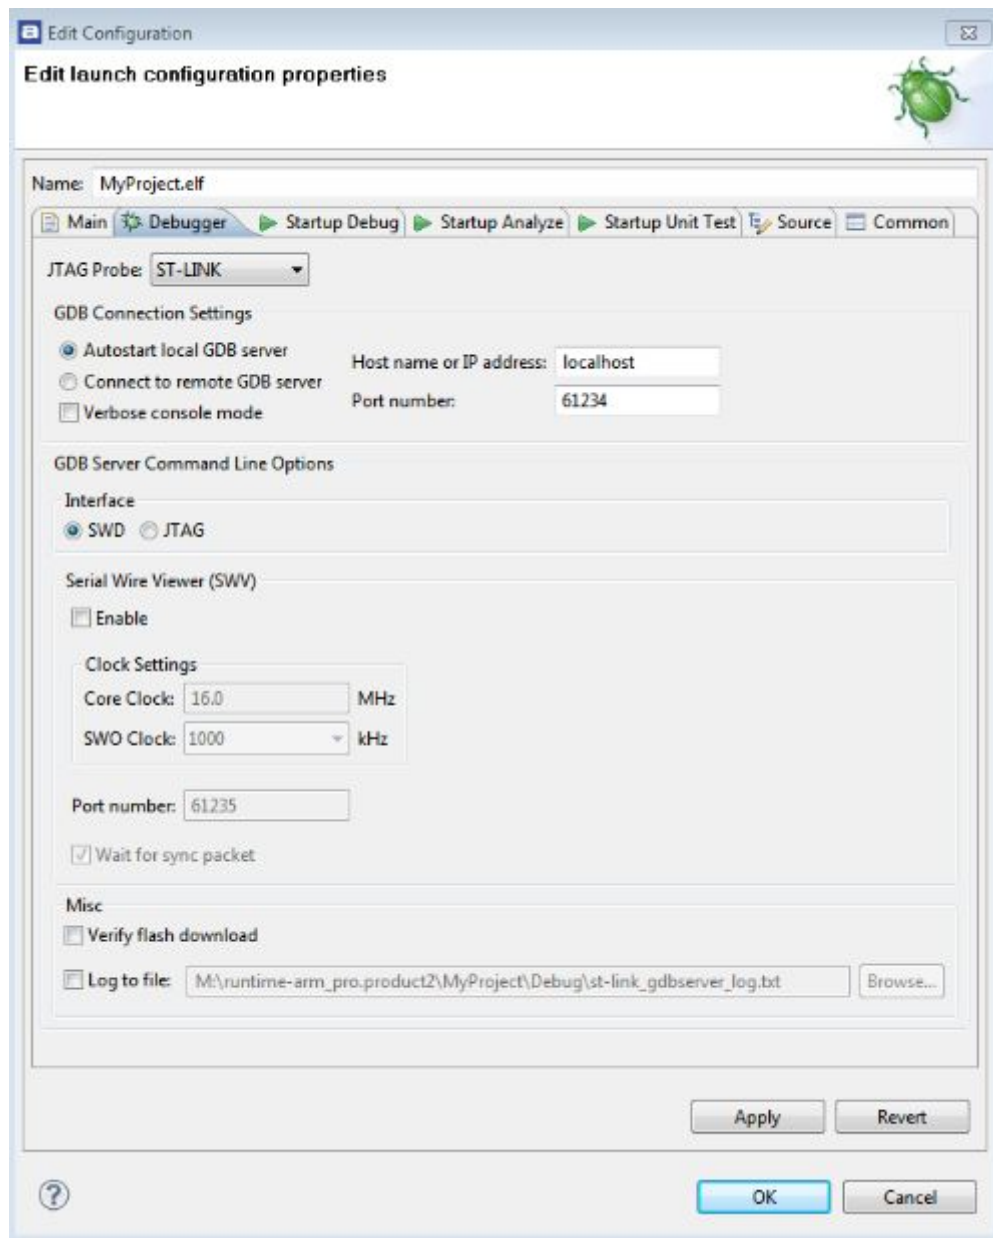 Edit Configuration
Edit launch configuration properties
Name: MyProject.elf
Main Debugger Startup Debug Startup Analyze Startup Unit Test Source Common
JTAG Probe: ST-LINK
GDB Connection Settings
Autostart local GDB server
Host name or IP address: localhost
Connect to remote GDB server
Port number: 61234
Verbose console mode
GDB Server Command Line Options
Interface
SWD JTAG
Serial Wire Viewer (SWV)
Enable
Clock Settings
Core Clock: 16.0 MHz
SWO Clock: 1000 kHz
Port number: 61235
Wait for sync packet
Misc
Verify flash download
Log to file: M:\runtime-arm_pro.product2\MyProject\Debug\st-link_gdbserver_log.txt Browse...
Apply Revert
OK Cancel